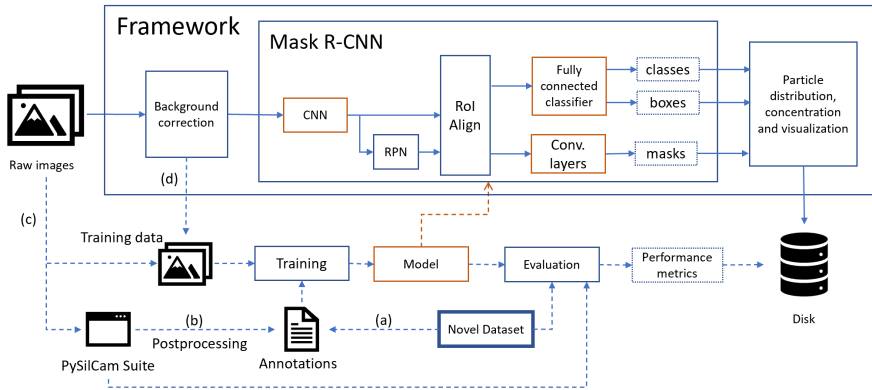 Framework
Mask R-CNN
Raw images
Background
correction
CNN
RPN
RoI
Align
Fully
connected
classifier
Conv.
layers
classes
boxes
masks
Particle
distribution,
concentration
and visualization
(c)
(d)
Training data
Training
Model
Evaluation
Performance
metrics
Disk
PySilCam Suite
(b)
Postprocessing
Annotations
(a)
Novel Dataset